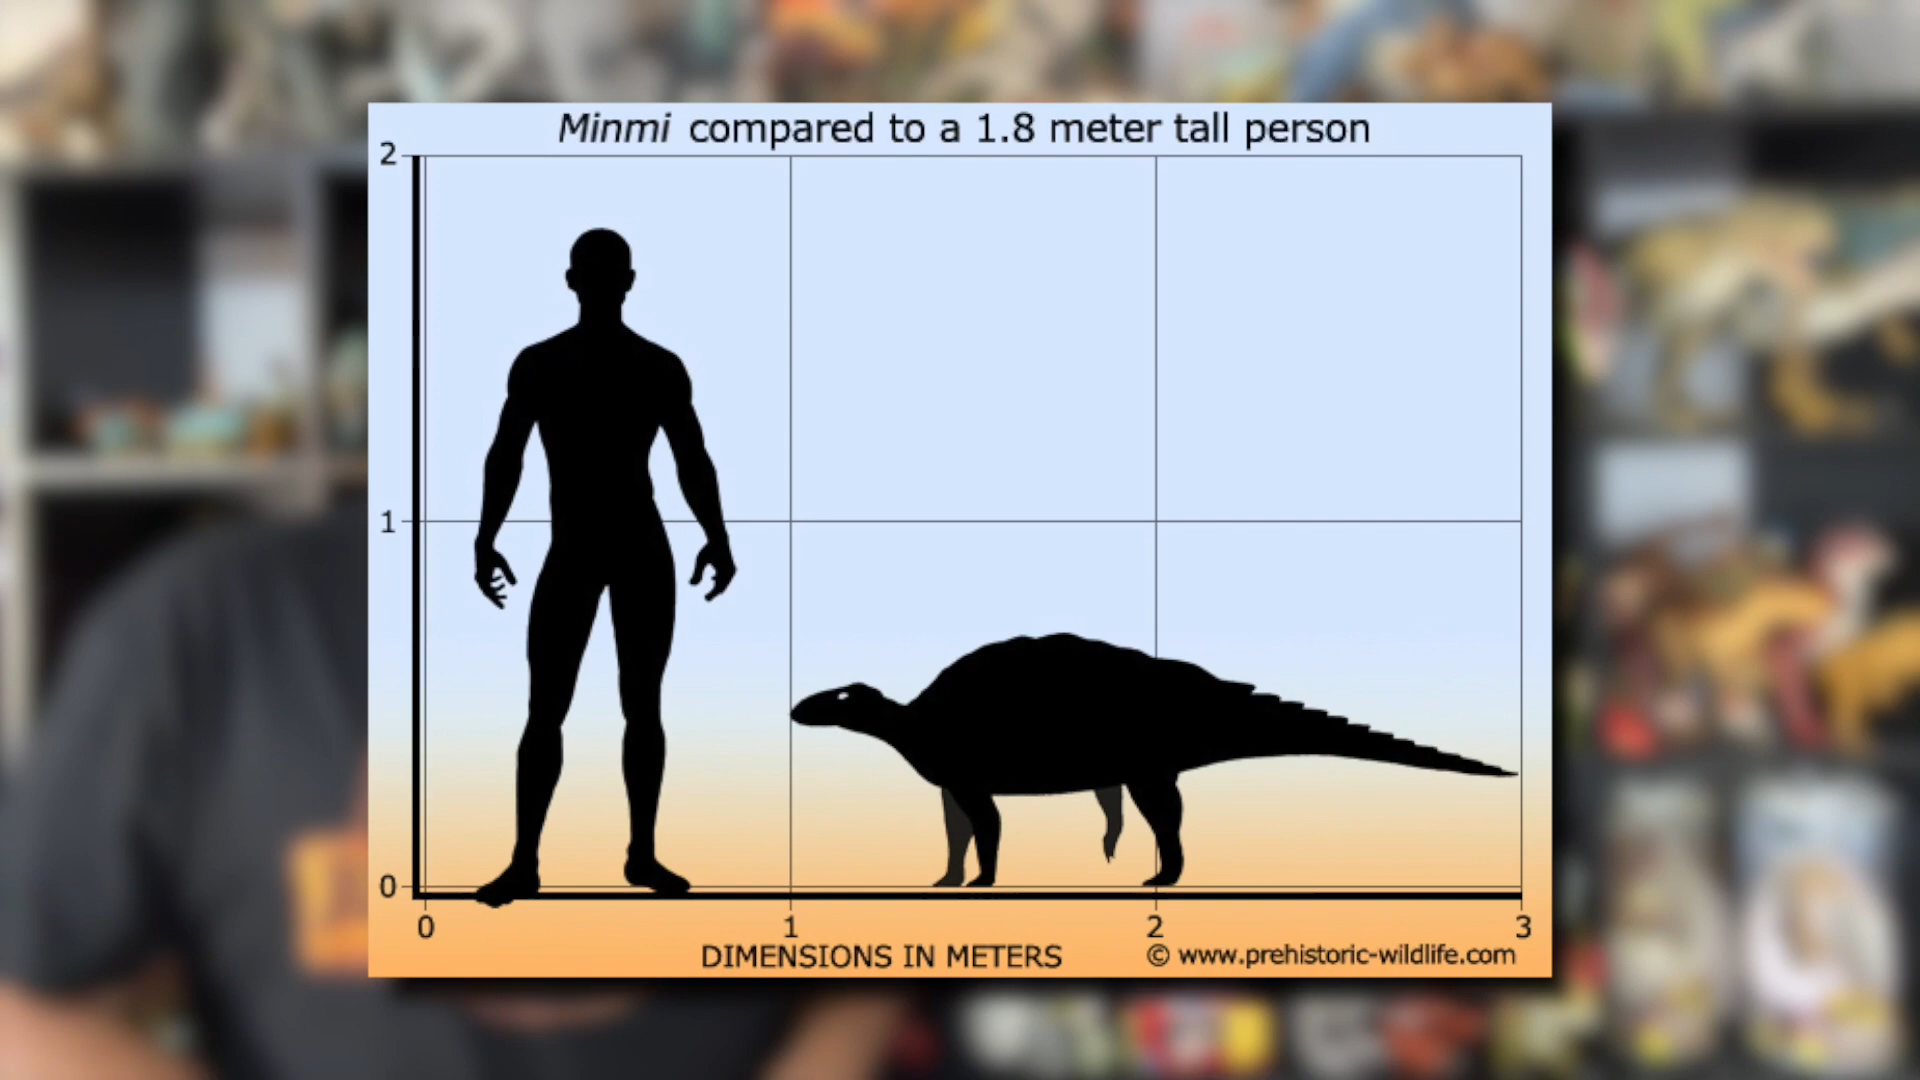 Minmi compared to a 1.8 meter tall person
2
1
0
0 1 2 3
DIMENSIONS IN METERS
© www.prehistoric-wildlife.com